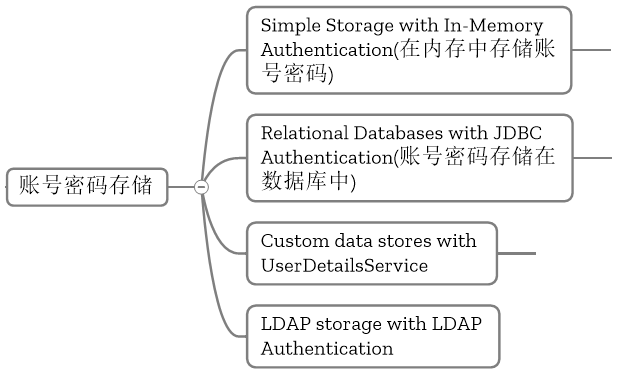 Simple Storage with In-Memory
Authentication(在内存中存储账
号密码)
Relational Databases with JDBC
Authentication(账号密码存储在
数据库中)
账号密码存储
Custom data stores with
UserDetailsService
LDAP storage with LDAP
Authentication